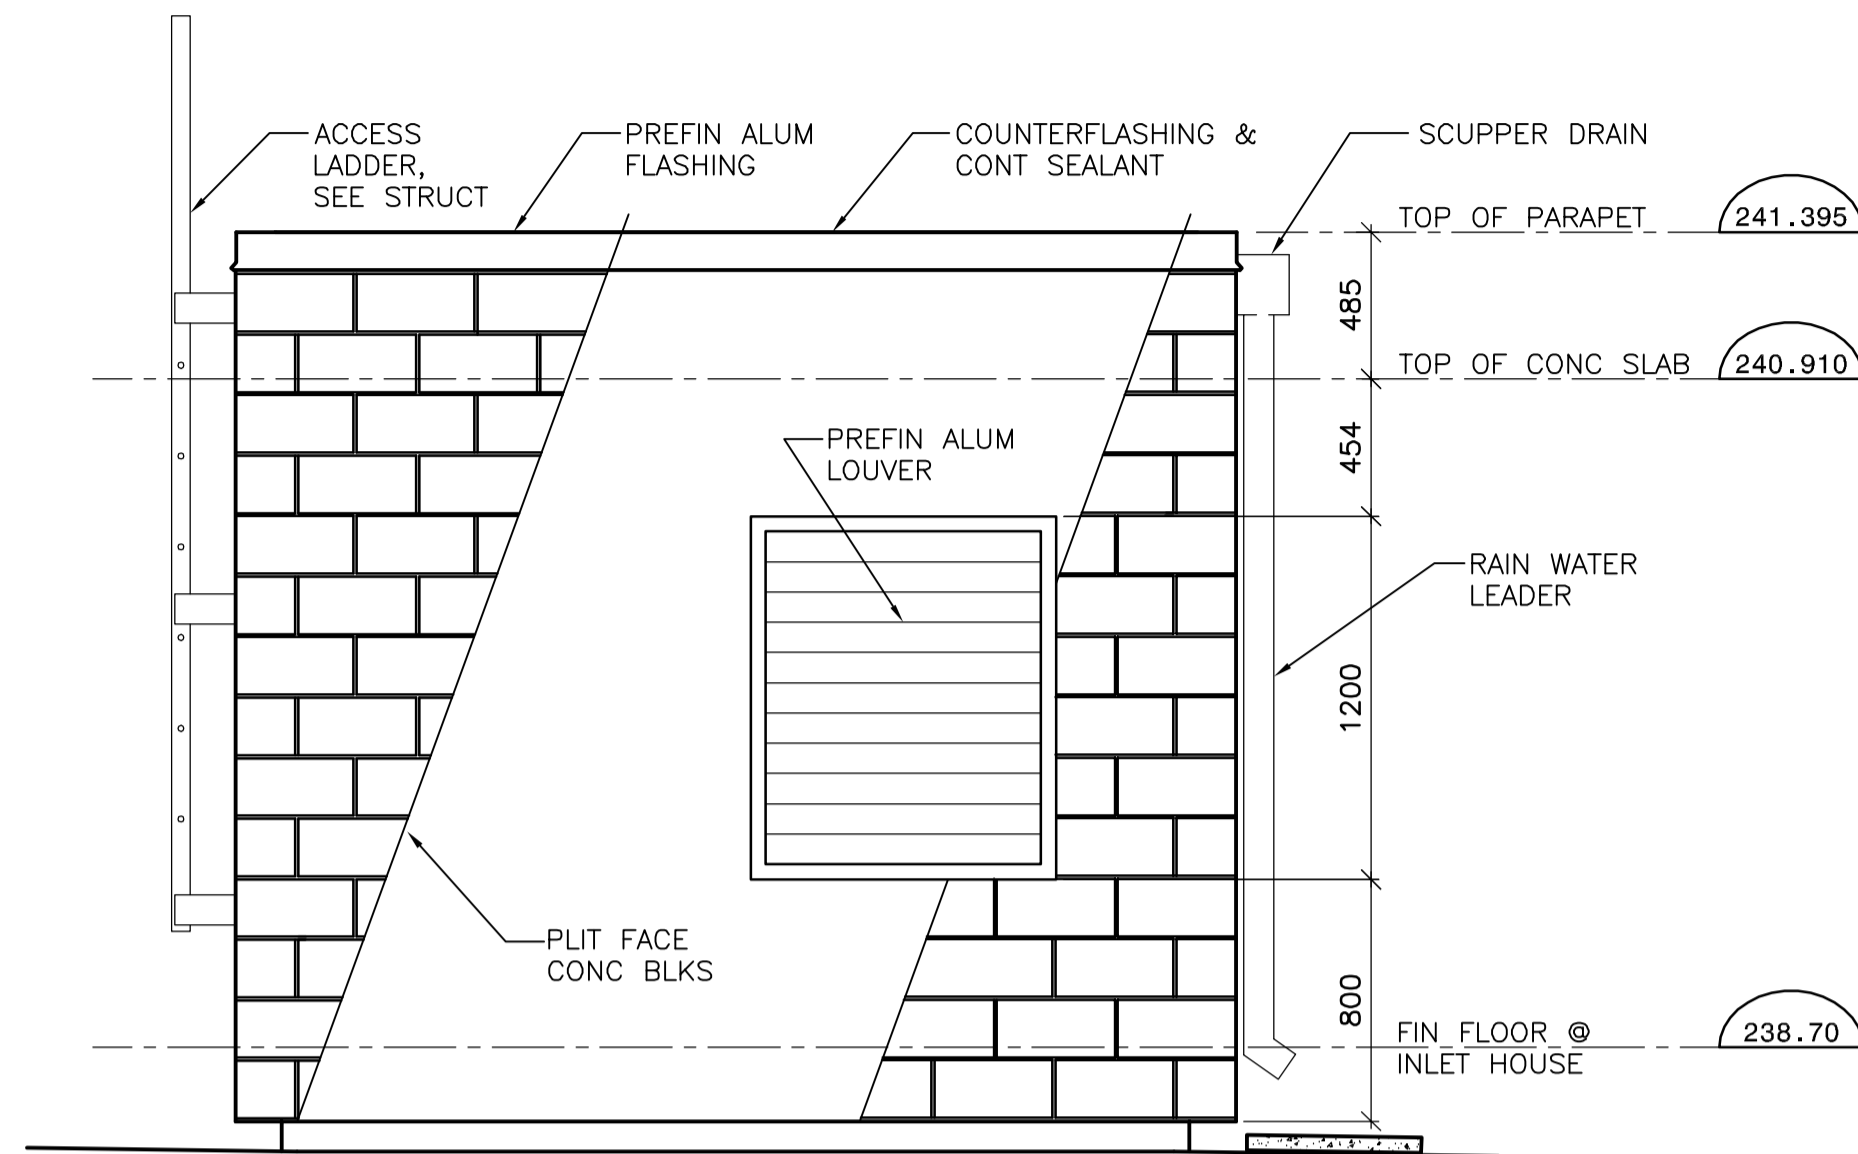 ACCESS
LADDER,
SEE STRUCT
PREFIN ALUM
FLASHING
COUNTERFLASHING &
CONT SEALANT
SCUPPER DRAIN
TOP OF PARAPET
241.395
485
TOP OF CONC SLAB
240.910
454
PREFIN ALUM
LOUVER
RAIN WATER
LEADER
1200
PLIT FACE
CONC BLKS
800
FIN FLOOR @
INLET HOUSE
238.70